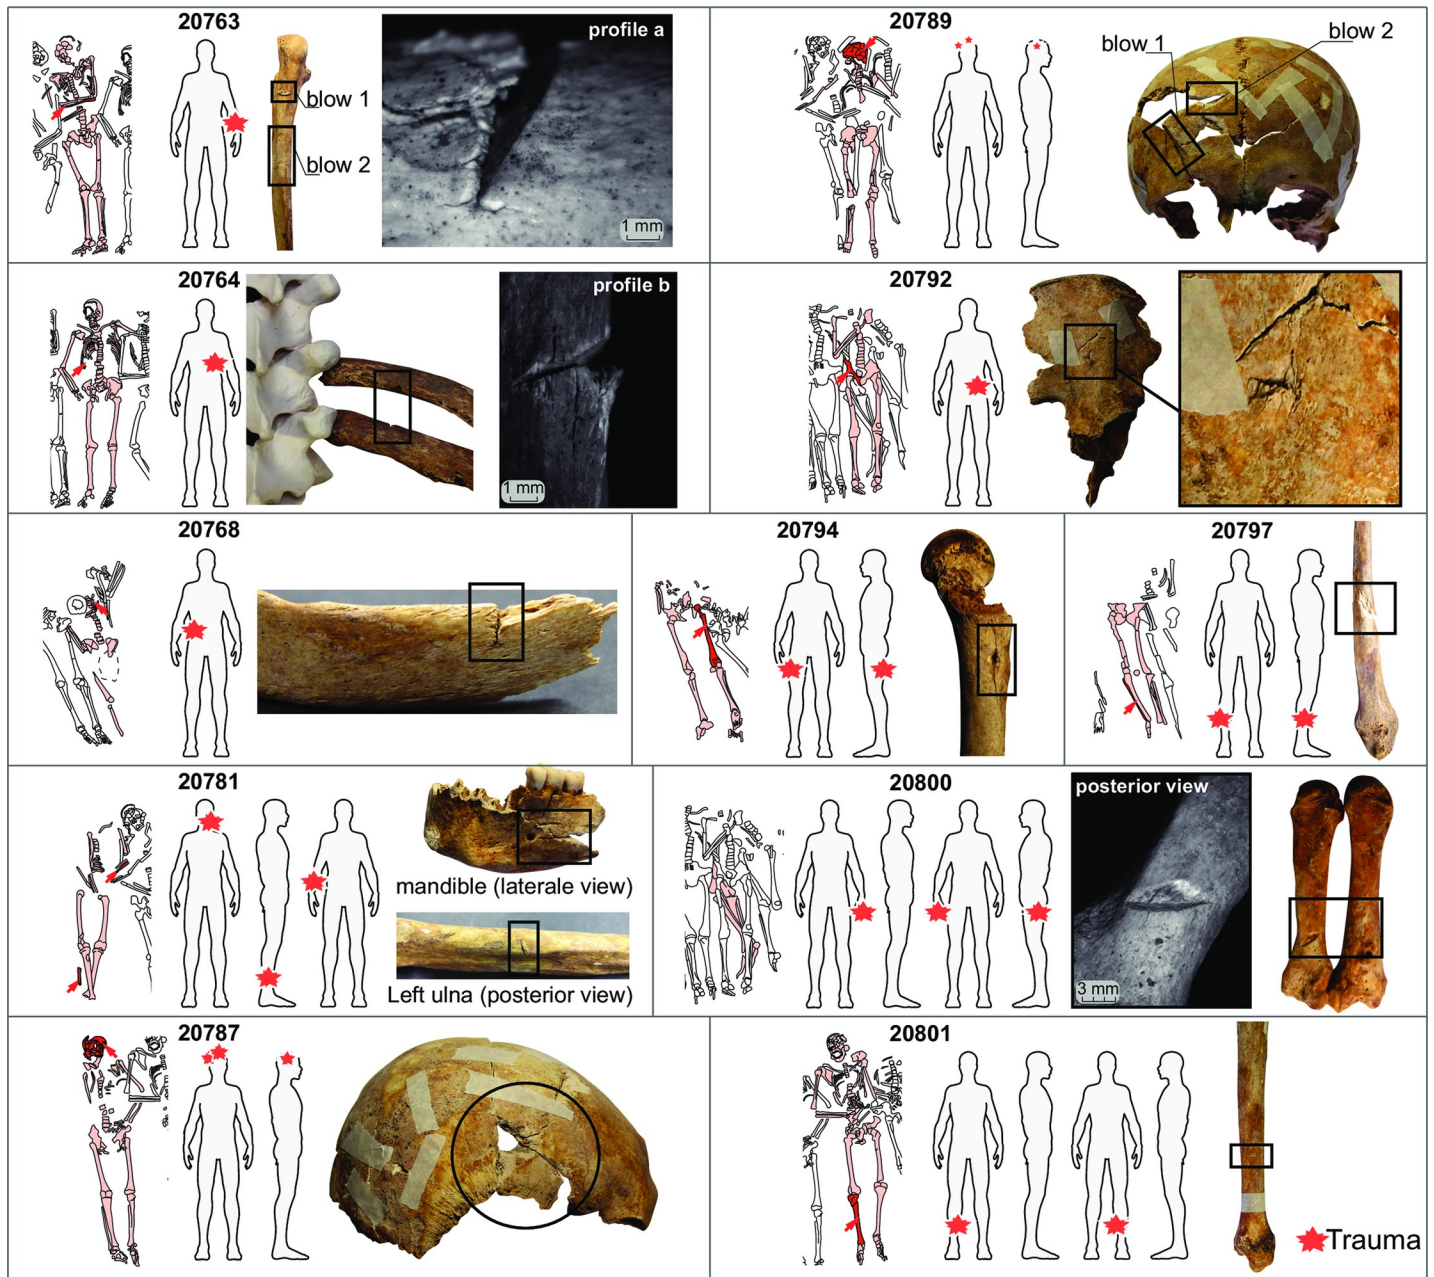 20763
blow 1
blow 2
profile a
1 mm
20789
blow 1
blow 2
20764
profile b
1 mm
20792
20768
20794
20797
20781
mandible (laterale view)
Left ulna (posterior view)
20800
posterior view
3 mm
20787
20801
Trauma